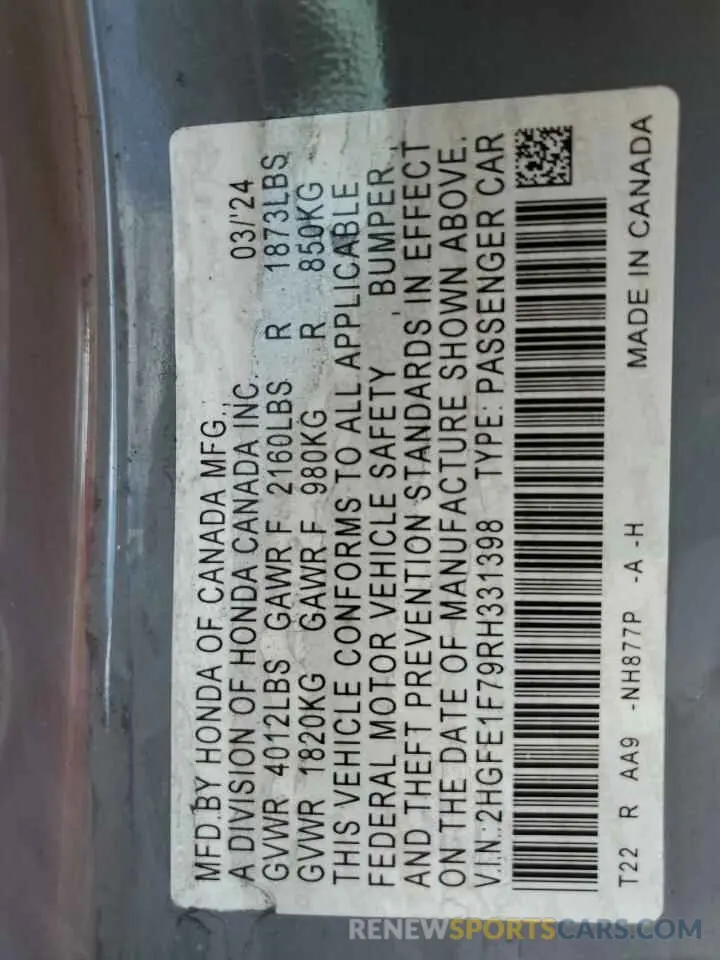 MFD.BY HONDA OF CANADA MFG.,
A DIVISION OF HONDA CANADA INC. 03/'24
GVWR 4012LBS GAWR F 2160LBS R 1873LBS
GVWR 1820KG GAWR F 980KG R 850KG
THIS VEHICLE CONFORMS TO ALL APPLICABLE
FEDERAL MOTOR VEHICLE SAFETY , BUMPER ,
AND THEFT PREVENTION STANDARDS IN EFFECT
ON THE DATE OF MANUFACTURE SHOWN ABOVE.
V.I.N.:2HGFE1F79RH331398 TYPE: PASSENGER CAR
T22 R AA9 -NH877P -A -H MADE IN CANADA
RENEWSPORTSCARS.COM